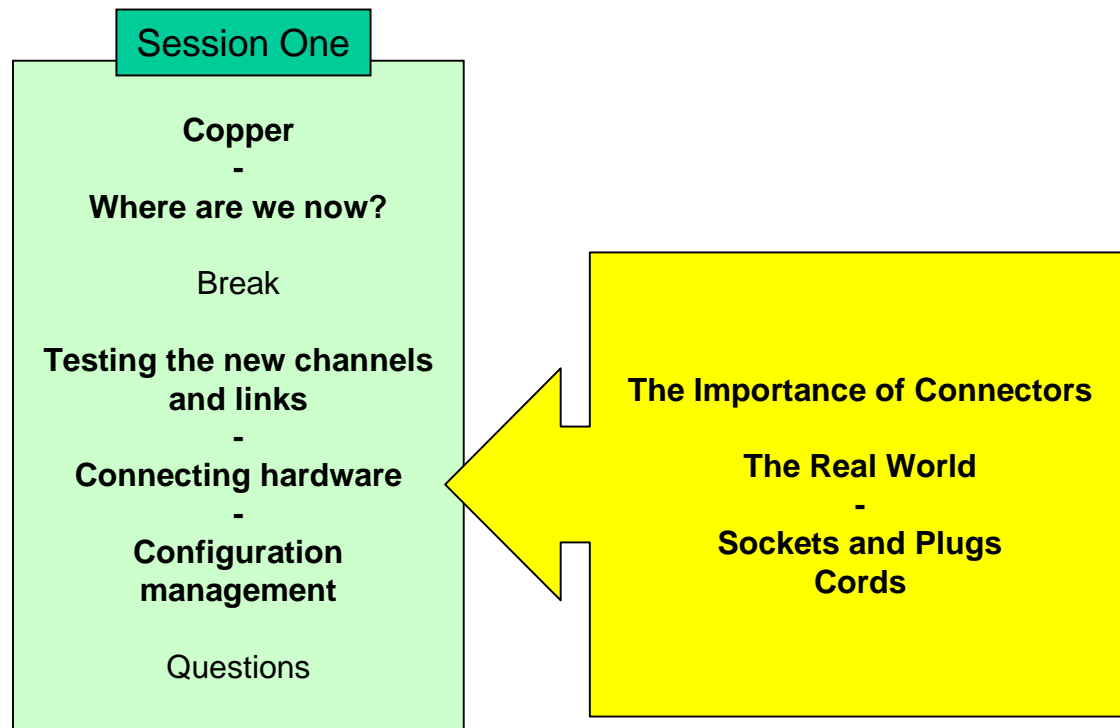 Session One
Copper
-
Where are we now?
Break
Testing the new channels
and links
-
Connecting hardware
-
Configuration
management
Questions
The Importance of Connectors
The Real World
-
Sockets and Plugs
Cords